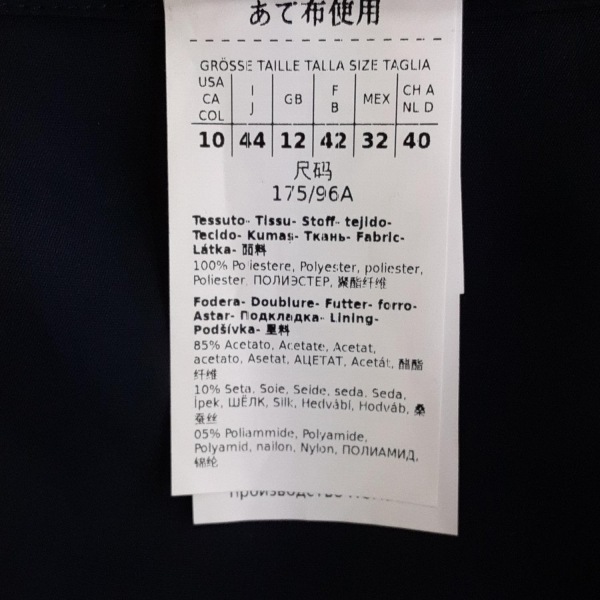 あて布使用
GRÖSSE TAILLE TALLA SIZE TAGLIA
USA CA COL | I J | GB | F B | MEX | CH A NL D
10 | 44 | 12 | 42 | 32 | 40
尺码
175/96A
Tessuto- Tissu- Stoff- tejido-
Tecido- Kumas- Ткань- Fabric-
Látka- 面料
100% Poliestere, Polyester, poliester,
Poliester, ПОЛИЭСТЕР, 聚酯纤维
Fodera- Doublure- Futter- forro-
Astar- Подкладка- Lining-
Podšívka- 里料
85% Acetato, Acetate, Acetat,
acetato, Asetat, АЦЕТАТ, Acetát, 醋酯
纤维
10% Seta, Soie, Seide, seda, Seda,
İpek, ШЁЛК, Silk, Hedvábí, Hodváb, 桑
蚕丝
05% Poliammide, Polyamide,
Polyamid, nailon, Nylon, ПОЛИАМИД,
锦纶